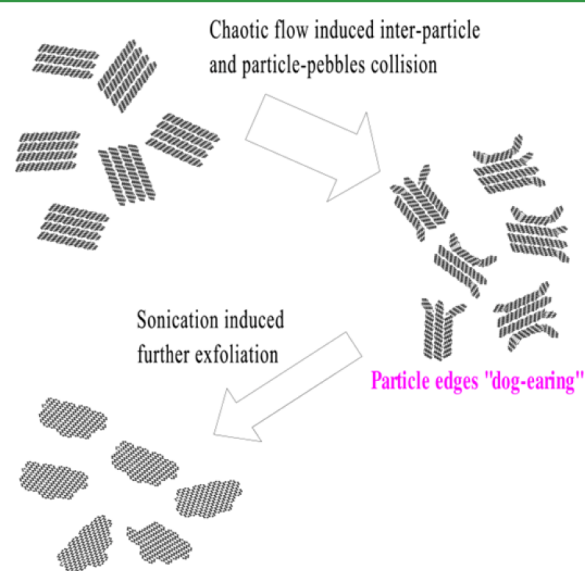 Chaotic flow induced inter-particle
and particle-pebbles collision
Sonication induced
further exfoliation
Particle edges "dog-earing"